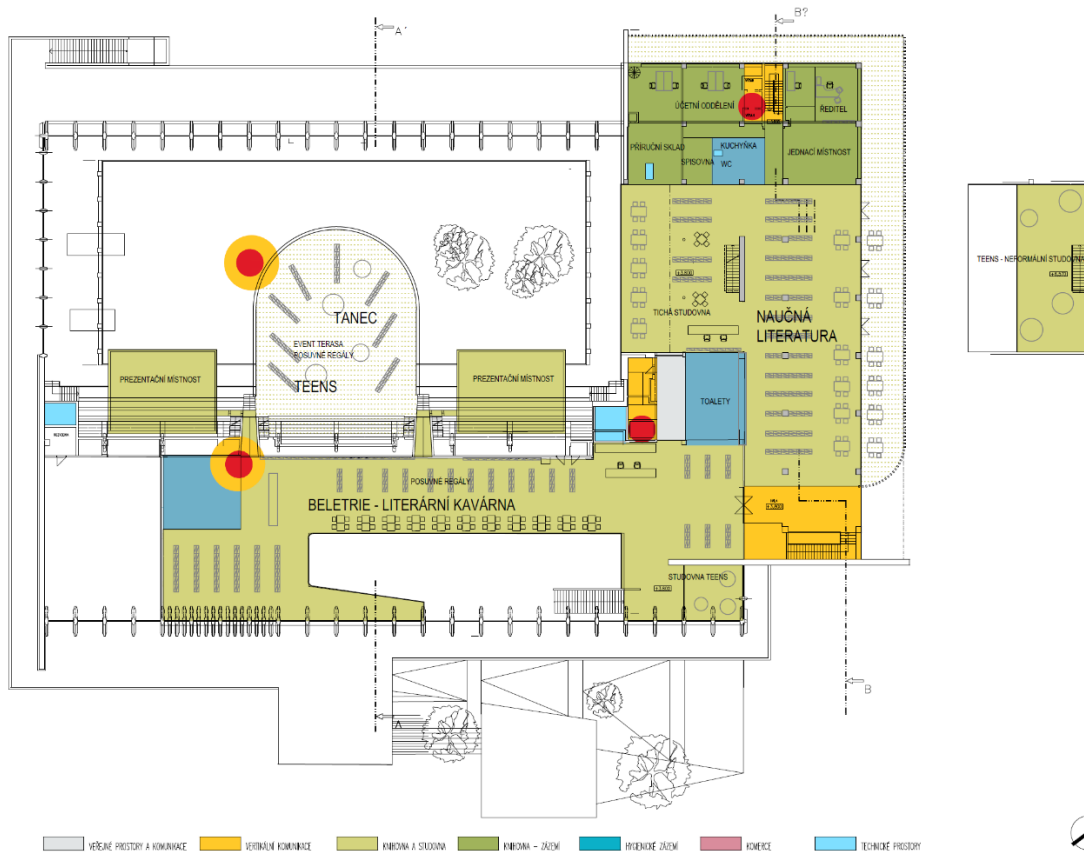 A'
B?
ÚČETNÍ ODDĚLENÍ
ŘEDITEL
PŘÍRUČNÍ SKLAD
SPISOVNA
KUCHYŇKA
WC
JEDNACÍ MÍSTNOST
TEENS - NEFORMÁLNÍ STUDOVNA
TANEC
EVENT TERASA
POSUVNÉ REGÁLY
TEENS
TICHÁ STUDOVNA
NAUČNÁ
LITERATURA
PREZENTAČNÍ MÍSTNOST
PREZENTAČNÍ MÍSTNOST
TOALETY
POSUVNÉ REGÁLY
BELETRIE - LITERÁRNÍ KAVÁRNA
STUDOVNA TEENS
A
B
VEŘEJNÉ PROSTORY A KOMUNIKACE
VERTIKÁLNÍ KOMUNIKACE
KNIHOVNA A STUDOVNA
KNIHOVNA - ZÁZEMÍ
HYGIENICKÉ ZÁZEMÍ
KOMERCE
TECHNICKÉ PROSTORY